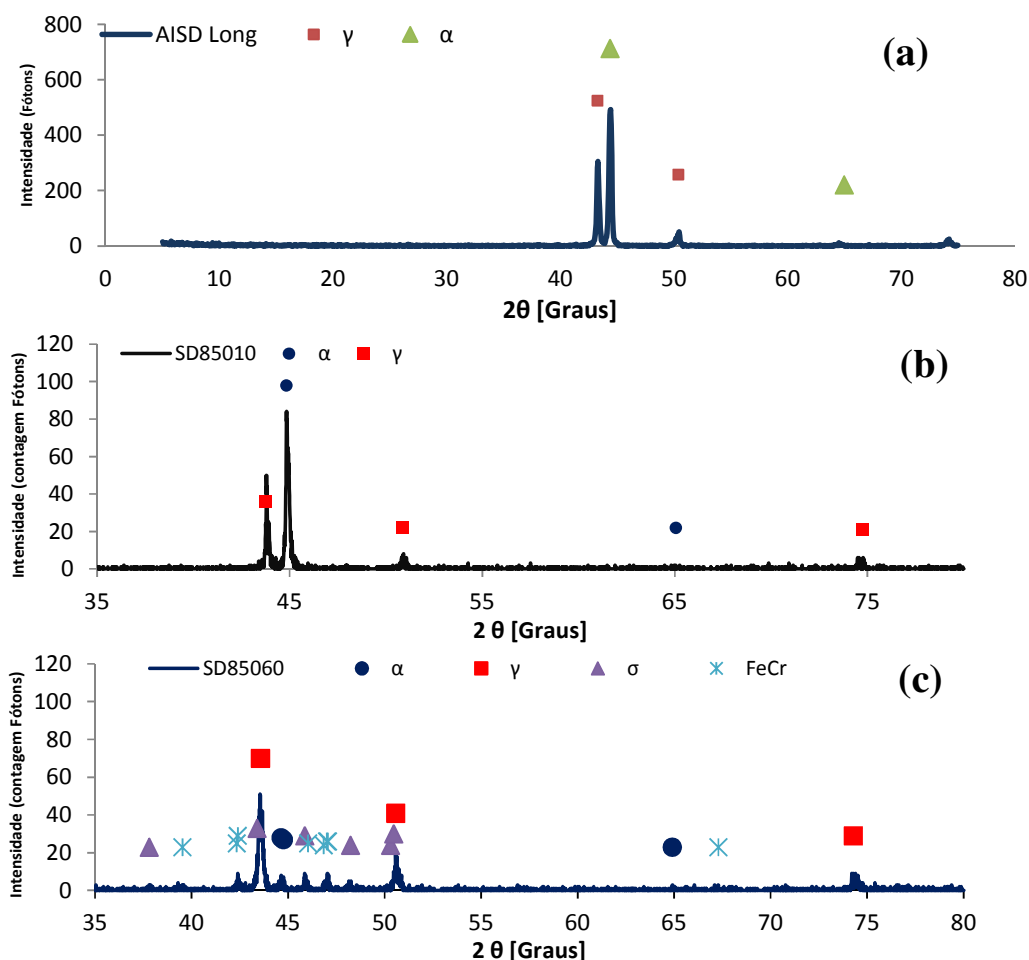 AISD Long γ α
(a)
Intensidade (Fótons)
800
600
400
200
0
0 10 20 30 40 50 60 70 80
2θ [Graus]
SD85010 α γ
(b)
Intensidade (contagem Fótons)
120
100
80
60
40
20
0
35 45 55 65 75
2 θ [Graus]
SD85060 α γ σ FeCr
(c)
Intensidade (contagem Fótons)
120
100
80
60
40
20
0
35 40 45 50 55 60 65 70 75 80
2 θ [Graus]